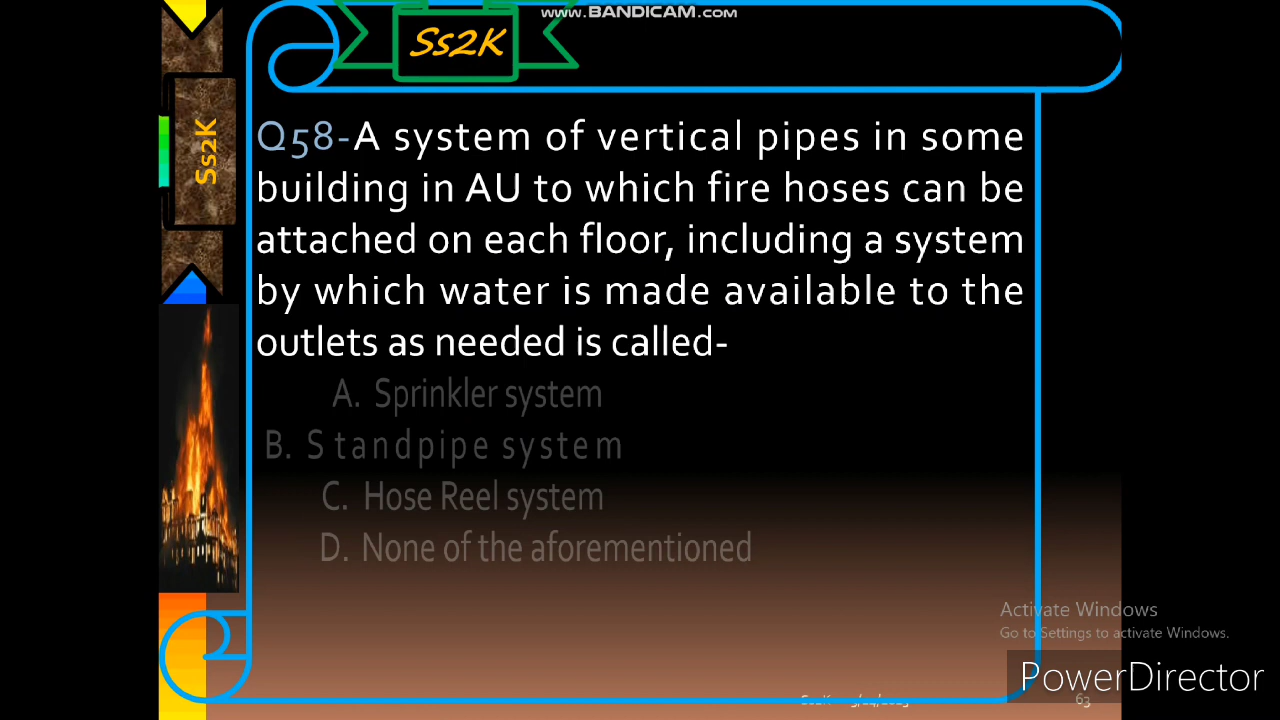 www.BANDICAM.com
Ss2K
Ss2K
Q58-A system of vertical pipes in some
building in AU to which fire hoses can be
attached on each floor, including a system
by which water is made available to the
outlets as needed is called-
A. Sprinkler system
B. Standpipe system
C. Hose Reel system
D. None of the aforementioned
Activate Windows
Go to Settings to activate Windows.
PowerDirector
63